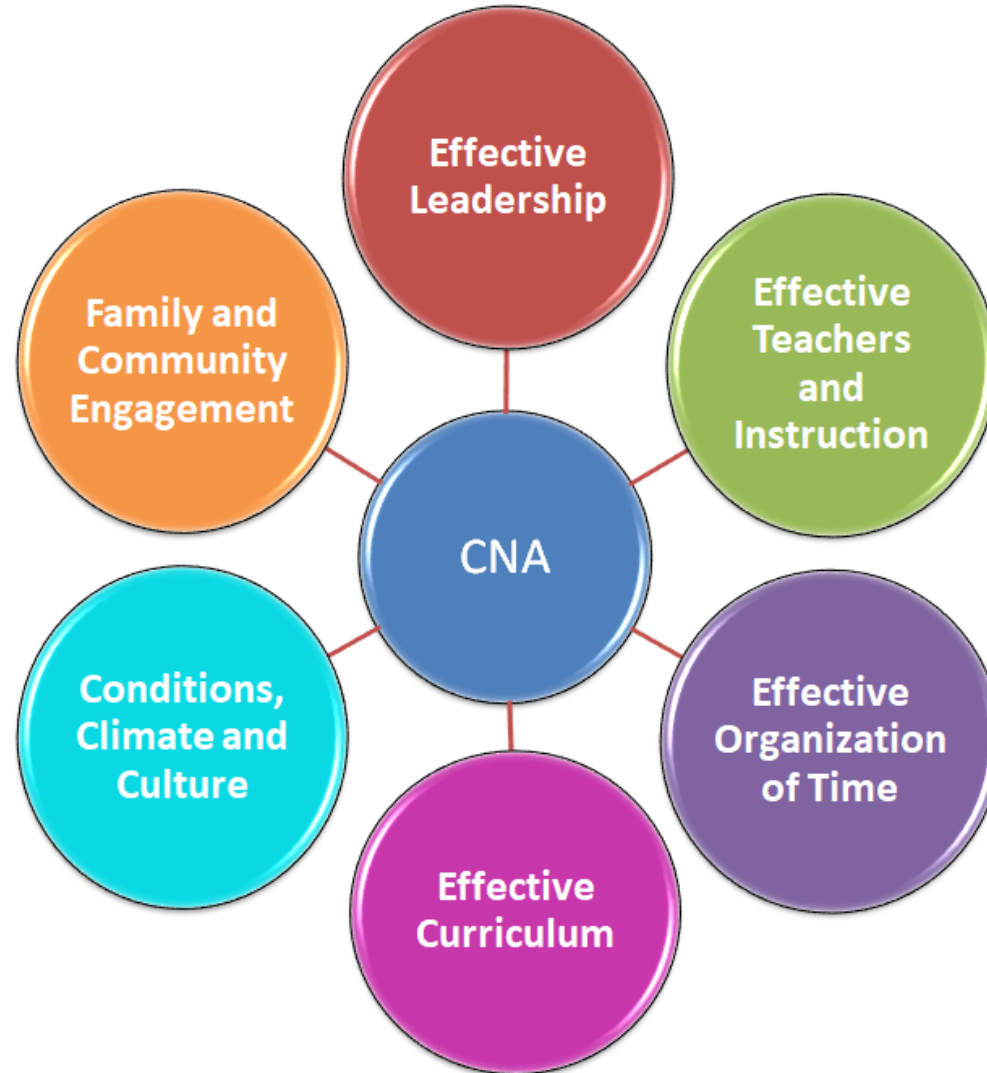 Effective
Leadership
Effective
Teachers
and
Instruction
Effective
Organization
of Time
Effective
Curriculum
Conditions,
Climate and
Culture
Family and
Community
Engagement
CNA